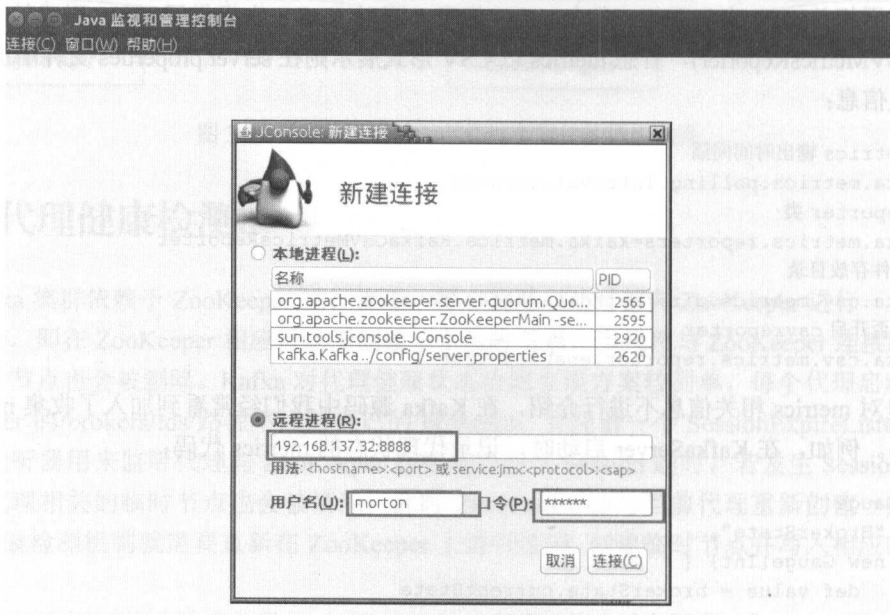 Java 监视和管理控制台
连接(C) 窗口(W) 帮助(H)
JConsole: 新建连接
新建连接
本地进程(L):
名称 PID
org.apache.zookeeper.server.quorum.Quo... 2565
org.apache.zookeeper.ZooKeeperMain -se... 2595
sun.tools.jconsole.JConsole 2920
kafka.Kafka ../config/server.properties 2620
远程进程(R):
192.168.137.32:8888
用法: <hostname>:<port> 或 service:jmx:<protocol>:<sap>
用户名(U): morton 口令(P): ******
取消 连接(C)